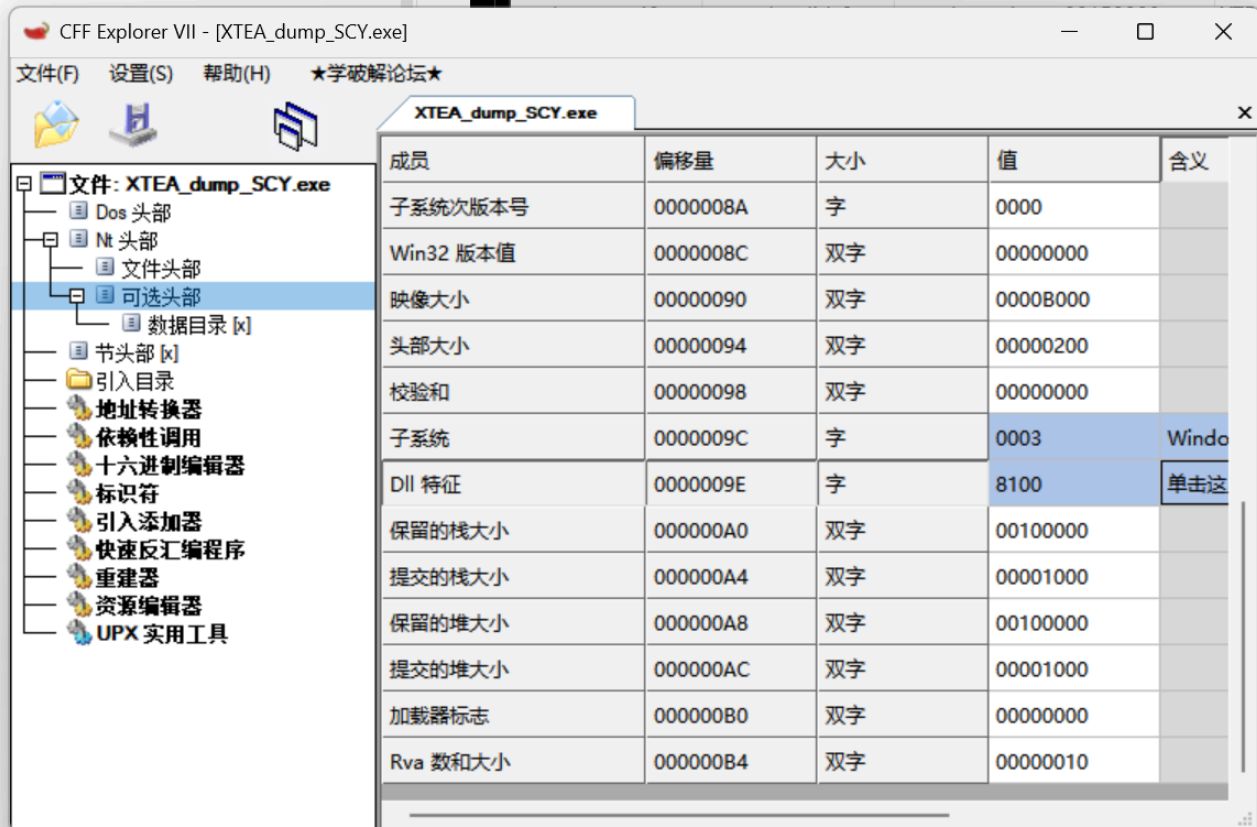 CFF Explorer VII - [XTEA_dump_SCY.exe]
文件(F) 设置(S) 帮助(H) ★学破解论坛★
XTEA_dump_SCY.exe
文件: XTEA_dump_SCY.exe
Dos 头部
Nt 头部
文件头部
可选头部
数据目录 [x]
节头部 [x]
引入目录
地址转换器
依赖性调用
十六进制编辑器
标识符
引入添加器
快速反汇编程序
重建器
资源编辑器
UPX 实用工具
成员 偏移量 大小 值 含义
子系统次版本号 0000008A 字 0000
Win32 版本值 0000008C 双字 00000000
映像大小 00000090 双字 0000B000
头部大小 00000094 双字 00000200
校验和 00000098 双字 00000000
子系统 0000009C 字 0003 Windo
Dll 特征 0000009E 字 8100 单击这
保留的栈大小 000000A0 双字 00100000
提交的栈大小 000000A4 双字 00001000
保留的堆大小 000000A8 双字 00100000
提交的堆大小 000000AC 双字 00001000
加载器标志 000000B0 双字 00000000
Rva 数和大小 000000B4 双字 00000010